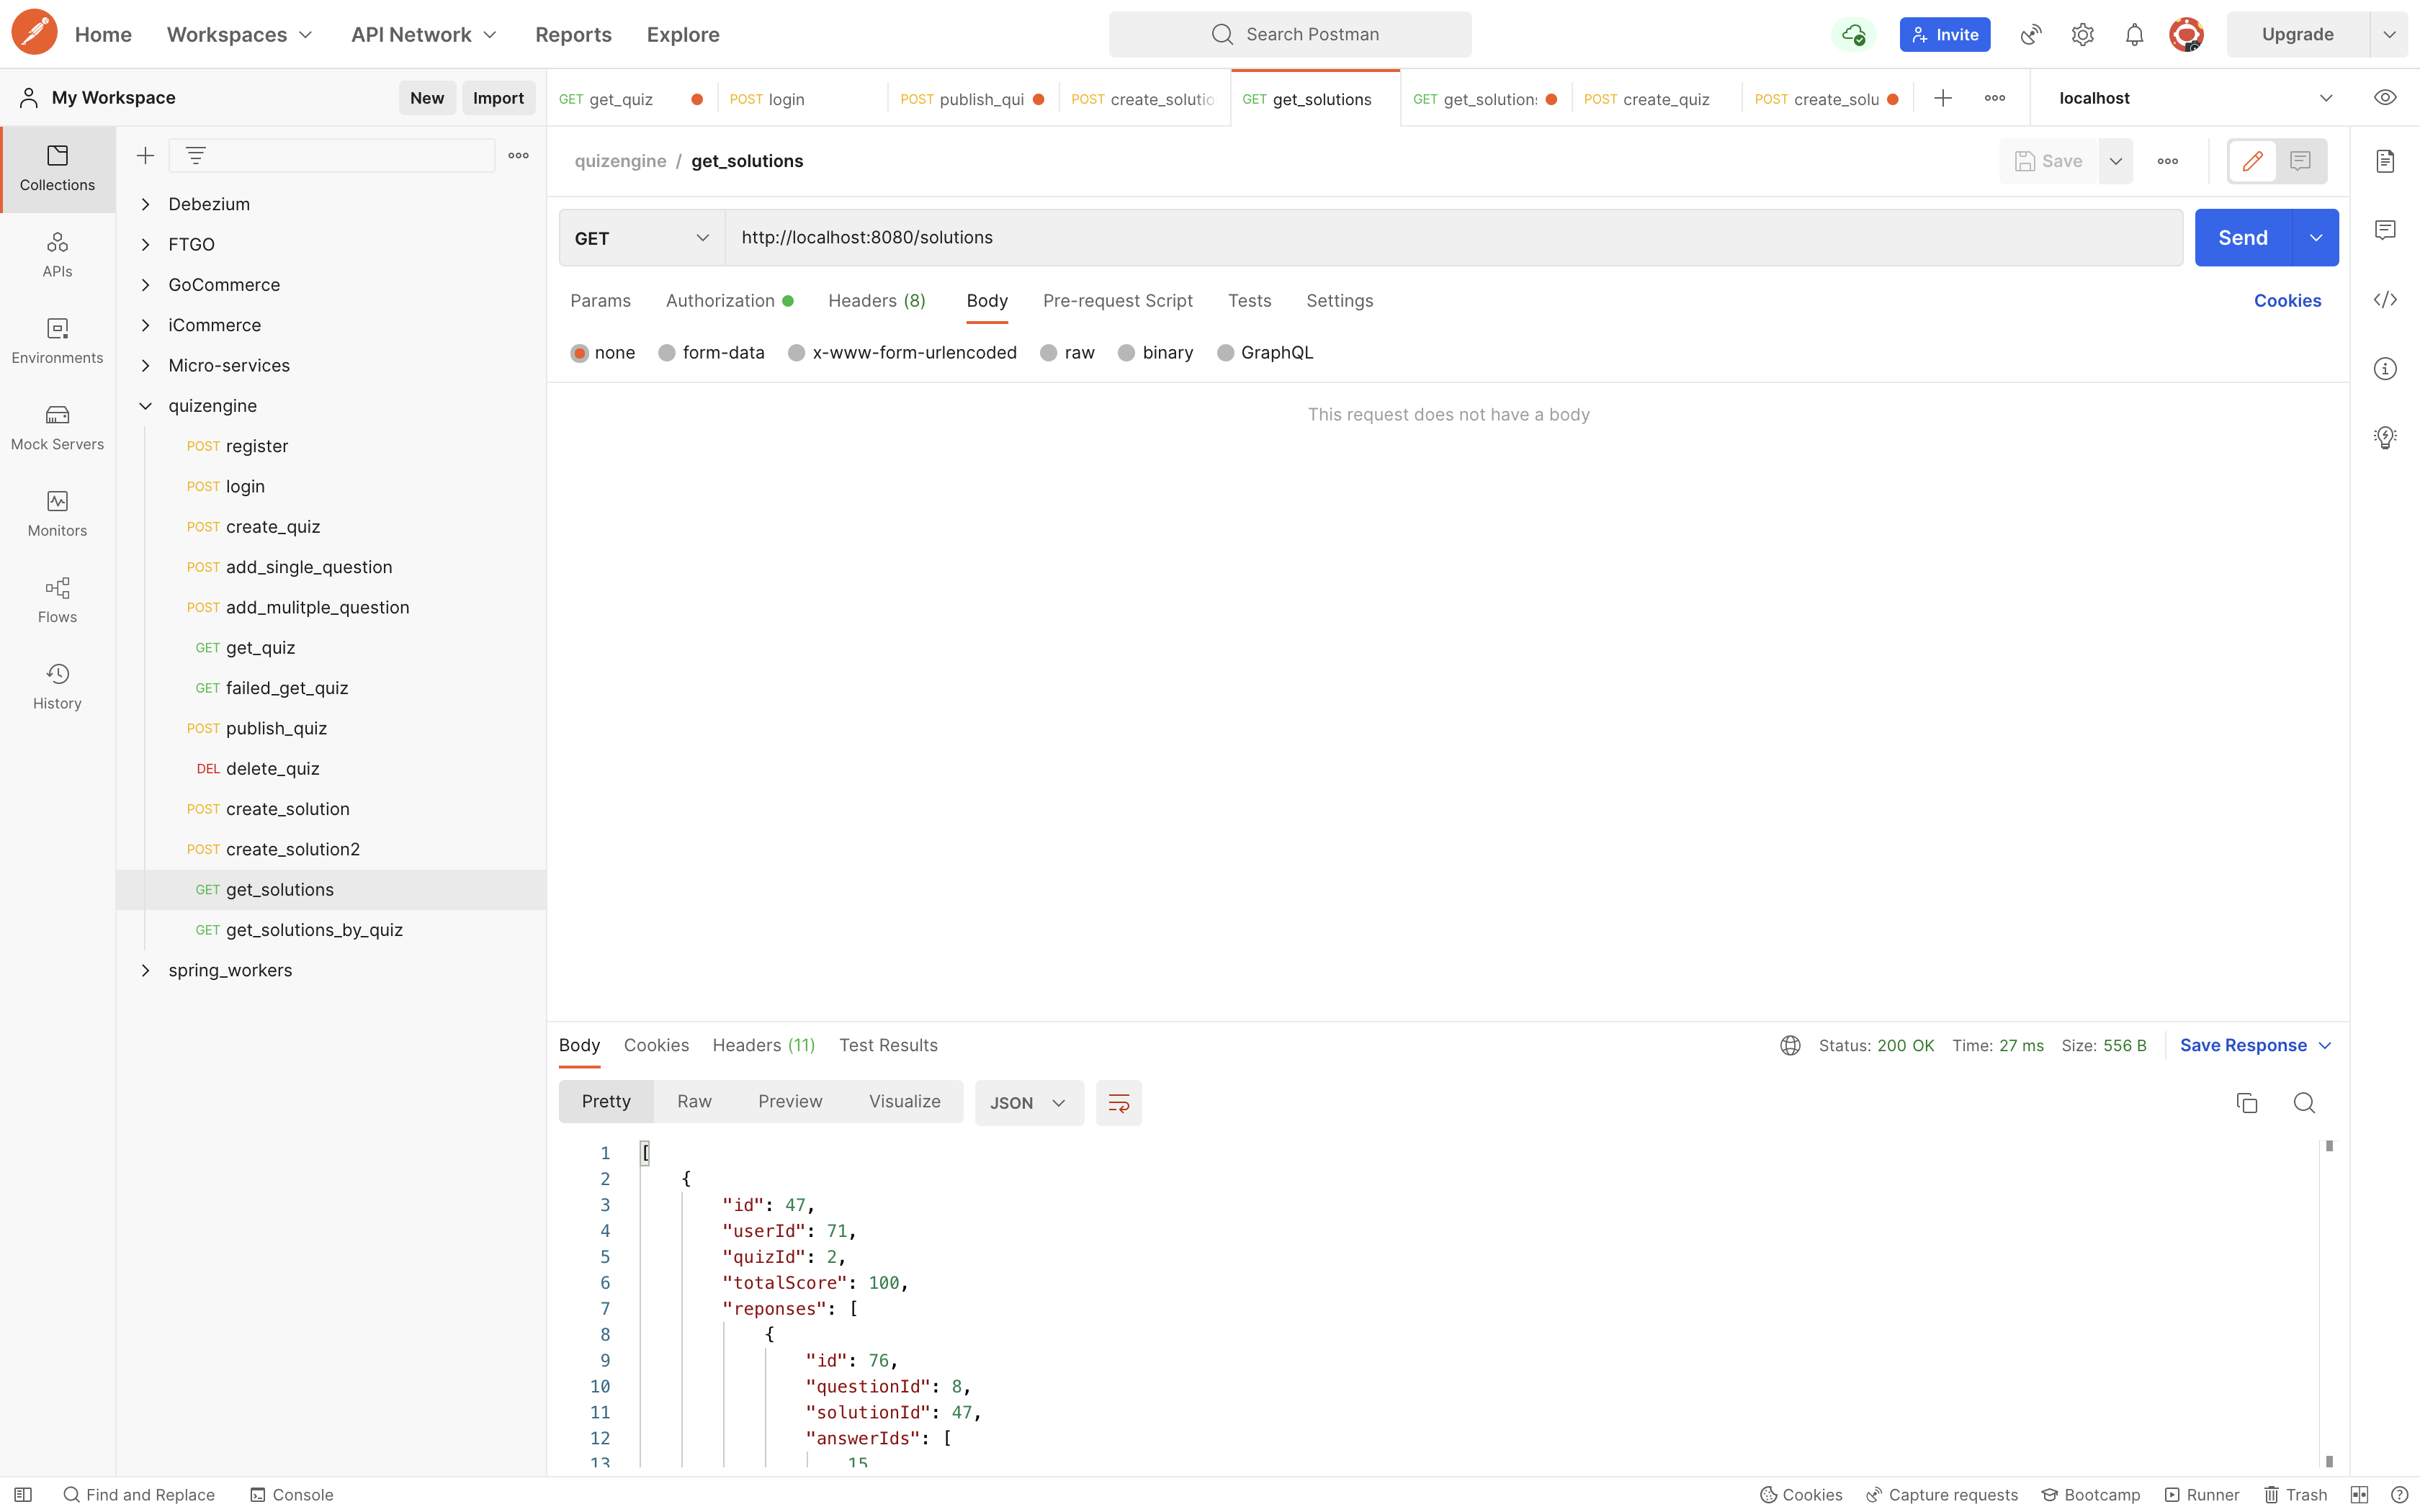 Home Workspaces API Network Reports Explore Search Postman Invite Upgrade
My Workspace New Import
GET get_quiz POST login POST publish_qui POST create_solutio GET get_solutions GET get_solution: POST create_quiz POST create_solu localhost
Collections
APIs
Environments
Mock Servers
Monitors
Flows
History
Debezium
FTGO
GoCommerce
iCommerce
Micro-services
quizengine
POST register
POST login
POST create_quiz
POST add_single_question
POST add_mulitple_question
GET get_quiz
GET failed_get_quiz
POST publish_quiz
DEL delete_quiz
POST create_solution
POST create_solution2
GET get_solutions
GET get_solutions_by_quiz
spring_workers
quizengine / get_solutions Save
GET http://localhost:8080/solutions Send
Params Authorization Headers (8) Body Pre-request Script Tests Settings Cookies
none form-data x-www-form-urlencoded raw binary GraphQL
This request does not have a body
Body Cookies Headers (11) Test Results Status: 200 OK Time: 27 ms Size: 556 B Save Response
Pretty Raw Preview Visualize JSON
1 [
2 {
3 "id": 47,
4 "userId": 71,
5 "quizId": 2,
6 "totalScore": 100,
7 "reponses": [
8 {
9 "id": 76,
10 "questionId": 8,
11 "solutionId": 47,
12 "answerIds": [
13 15
Find and Replace Console Cookies Capture requests Bootcamp Runner Trash